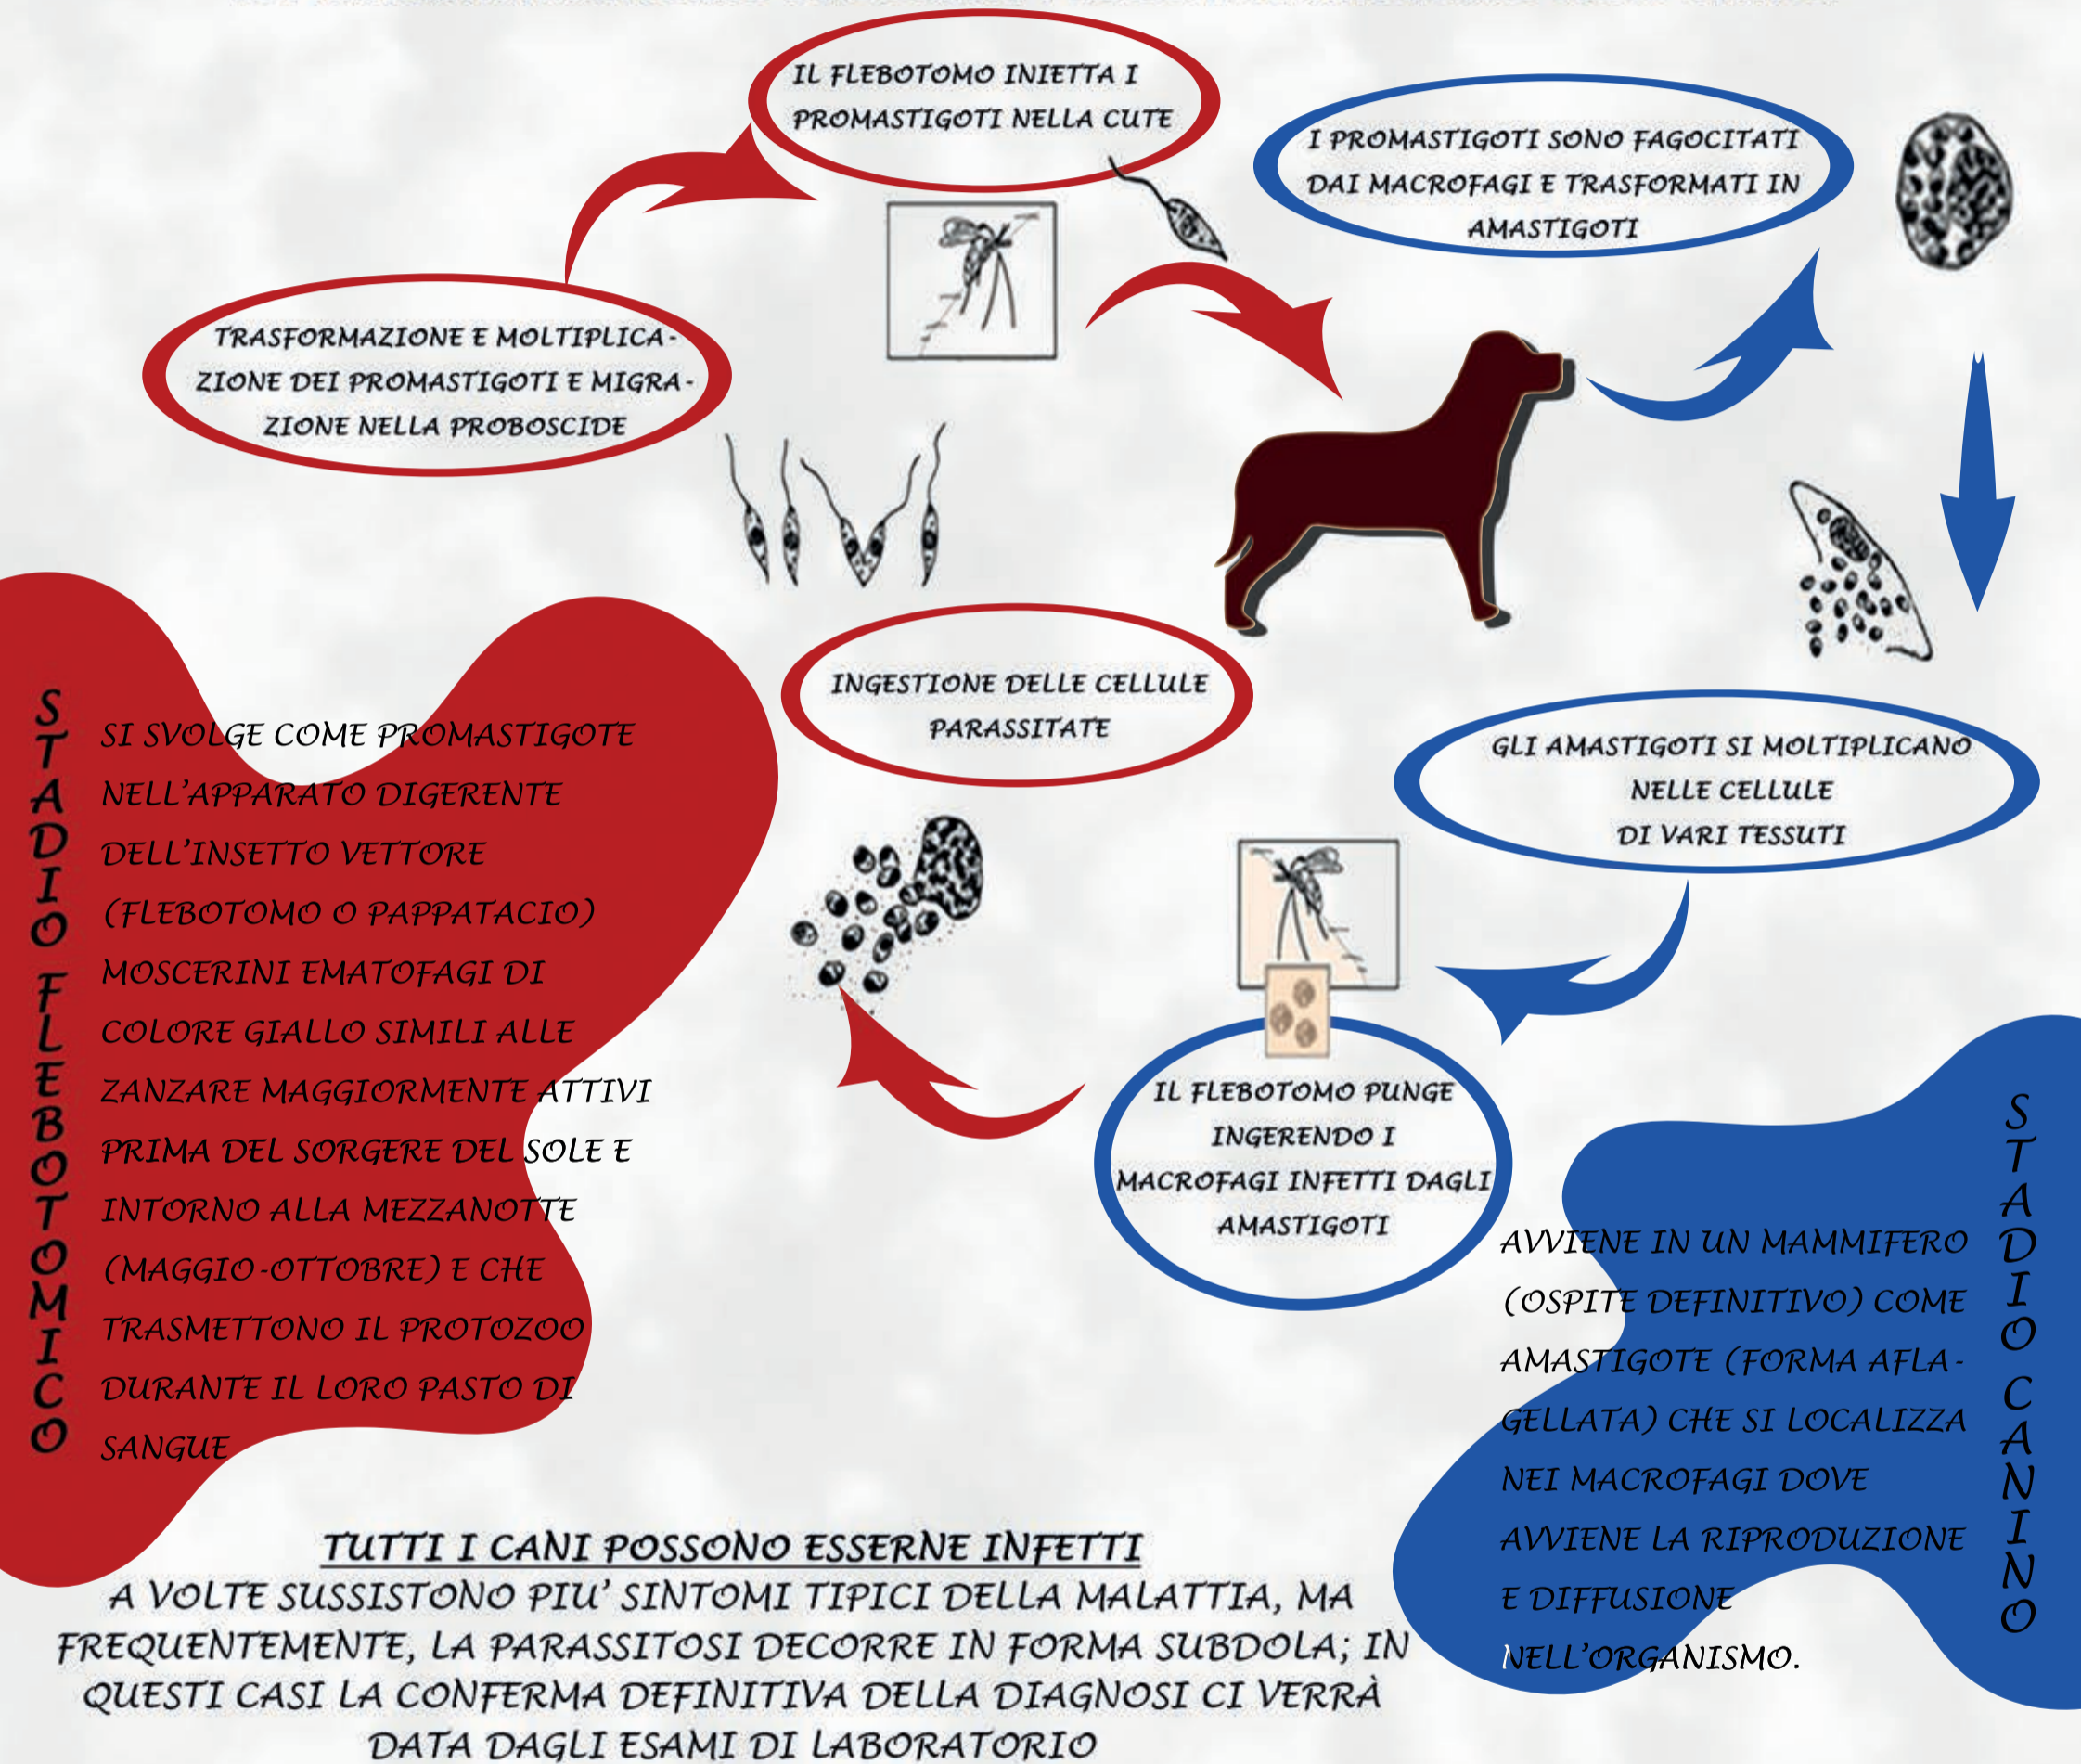 IL FLEBOTOMO INIETTA I
PROMASTIGOTI NELLA CUTE
I PROMASTIGOTI SONO FAGOCITATI
DAI MACROFAGI E TRASFORMATI IN
AMASTIGOTI
TRASFORMAZIONE E MOLTIPLICA-
ZIONE DEI PROMASTIGOTI E MIGRA-
ZIONE NELLA PROBOSCIDE
INGESTIONE DELLE CELLULE
PARASSITATE
GLI AMASTIGOTI SI MOLTIPLICANO
NELLE CELLULE
DI VARI TESSUTI
IL FLEBOTOMO PUNGE
INGERENDO I
MACROFAGI INFETTI DAGLI
AMASTIGOTI
STADIO FLEBOTOMICO
SI SVOLGE COME PROMASTIGOTE
NELL'APPARATO DIGERENTE
DELL'INSETTO VETTORE
(FLEBOTOMO O PAPPATACIO)
MOSCERINI EMATOFAGI DI
COLORE GIALLO SIMILI ALLE
ZANZARE MAGGIORMENTE ATTIVI
PRIMA DEL SORGERE DEL SOLE E
INTORNO ALLA MEZZANOTTE
(MAGGIO-OTTOBRE) E CHE
TRASMETTONO IL PROTOZOO
DURANTE IL LORO PASTO DI
SANGUE
STADIO CANINO
AVVIENE IN UN MAMMIFERO
(OSPITE DEFINITIVO) COME
AMASTIGOTE (FORMA AFLA-
GELLATA) CHE SI LOCALIZZA
NEI MACROFAGI DOVE
AVVIENE LA RIPRODUZIONE
E DIFFUSIONE
NELL'ORGANISMO.
TUTTI I CANI POSSONO ESSERNE INFETTI
A VOLTE SUSSISTONO PIU' SINTOMI TIPICI DELLA MALATTIA, MA
FREQUENTEMENTE, LA PARASSITOSI DECORRE IN FORMA SUBDOLA; IN
QUESTI CASI LA CONFERMA DEFINITIVA DELLA DIAGNOSI CI VERRÀ
DATA DAGLI ESAMI DI LABORATORIO